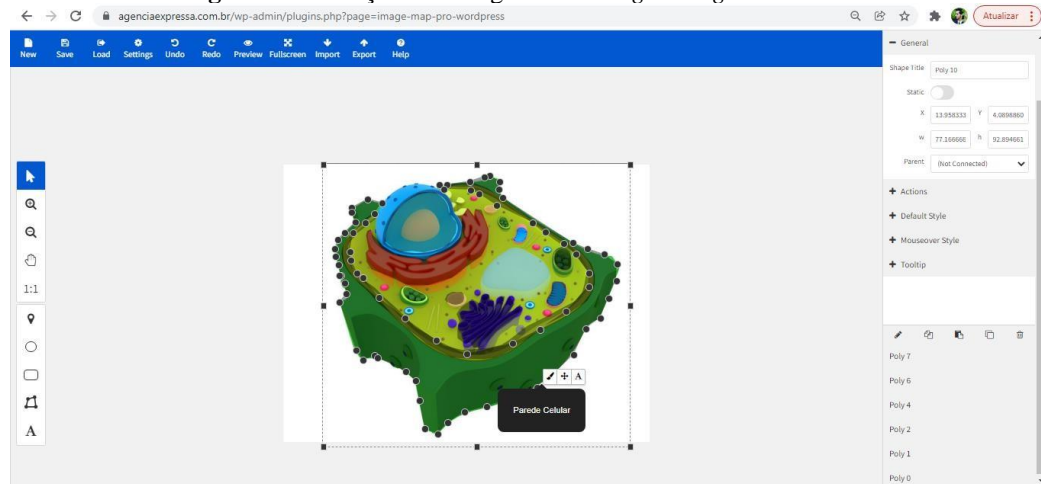 agenciaexpressa.com.br/wp-admin/plugins.php?page=image-map-pro-wordpress
Atualizar
New Save Load Settings Undo Redo Preview Fullscreen Import Export Help
General
Shape Title Poly 10
Static
X 13.958333 Y 4.0898860
w 77.166666 h 92.894661
Parent (Not Connected)
Actions
Default Style
Mouseover Style
Tooltip
1:1
A
A
Parede Celular
Poly 7
Poly 6
Poly 4
Poly 2
Poly 1
Poly 0